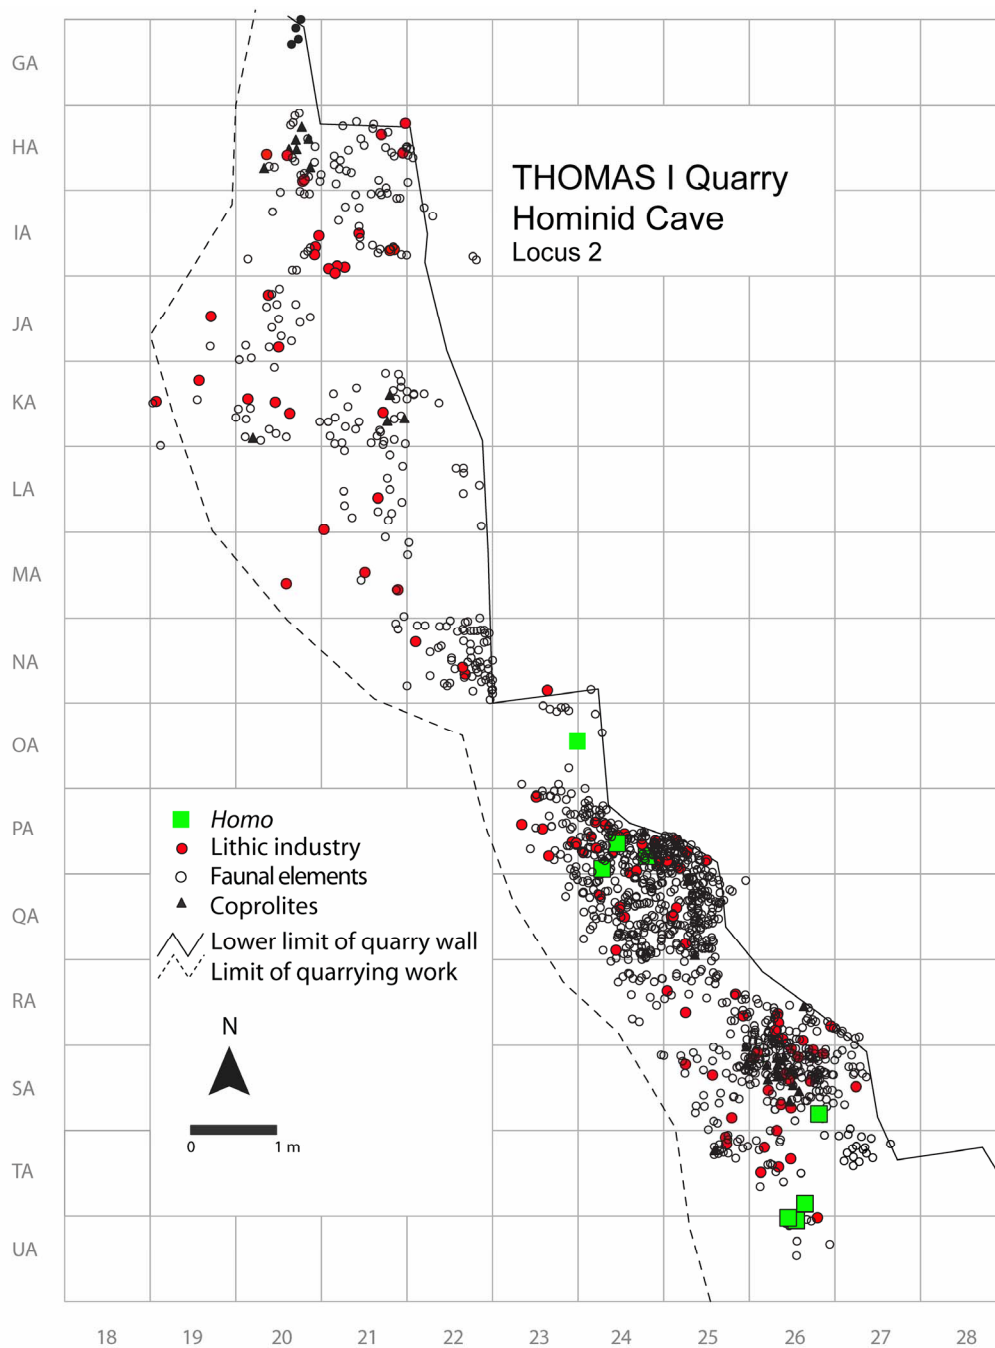 GA
HA
THOMAS I Quarry
Hominid Cave
IA
Locus 2
JA
KA
LA
MA
NA
OA
PA
Homo
Lithic industry
Faunal elements
Coprolites
QA
Lower limit of quarry wall
Limit of quarrying work
RA
N
SA
0 1 m
TA
UA
18 19 20 21 22 23 24 25 26 27 28